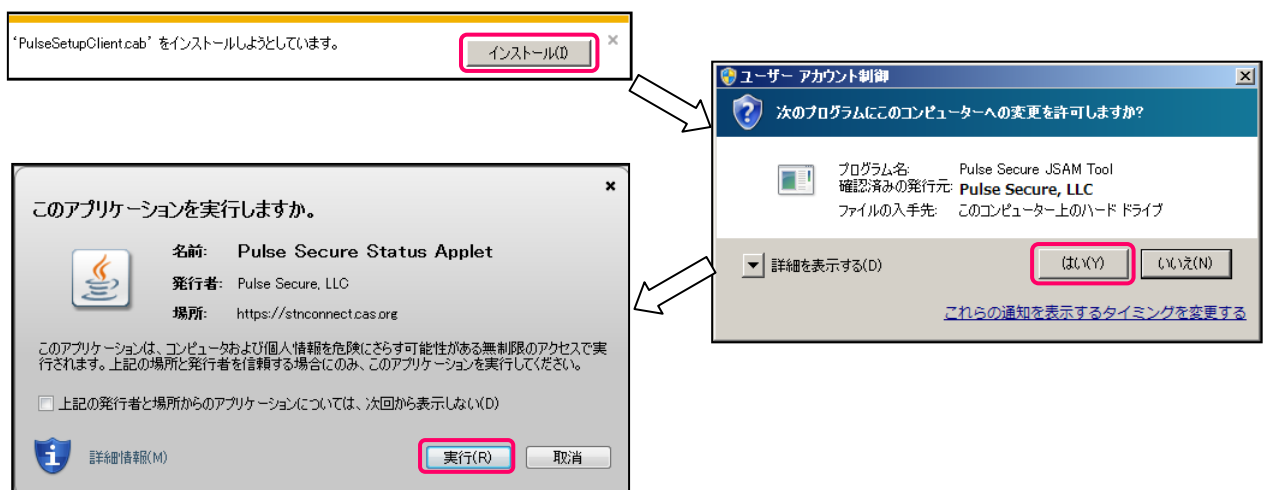 'PulseSetupClient.cab' をインストールしようとしています。
インストール(I)
×
ユーザー アカウント制御
次のプログラムにこのコンピューターへの変更を許可しますか?
プログラム名: Pulse Secure JSAM Tool
確認済みの発行元: Pulse Secure, LLC
ファイルの入手先: このコンピューター上のハード ドライブ
詳細を表示する(D)
はい(Y)
いいえ(N)
これらの通知を表示するタイミングを変更する
このアプリケーションを実行しますか。
名前: Pulse Secure Status Applet
発行者: Pulse Secure, LLC
場所: https://stnconnect.cas.org
このアプリケーションは、コンピュータおよび個人情報を危険にさらす可能性がある無制限のアクセスで実
行されます。上記の場所と発行者を信頼する場合にのみ、このアプリケーションを実行してください。
上記の発行者と場所からのアプリケーションについては、次回から表示しない(D)
詳細情報(M)
実行(R)
取消